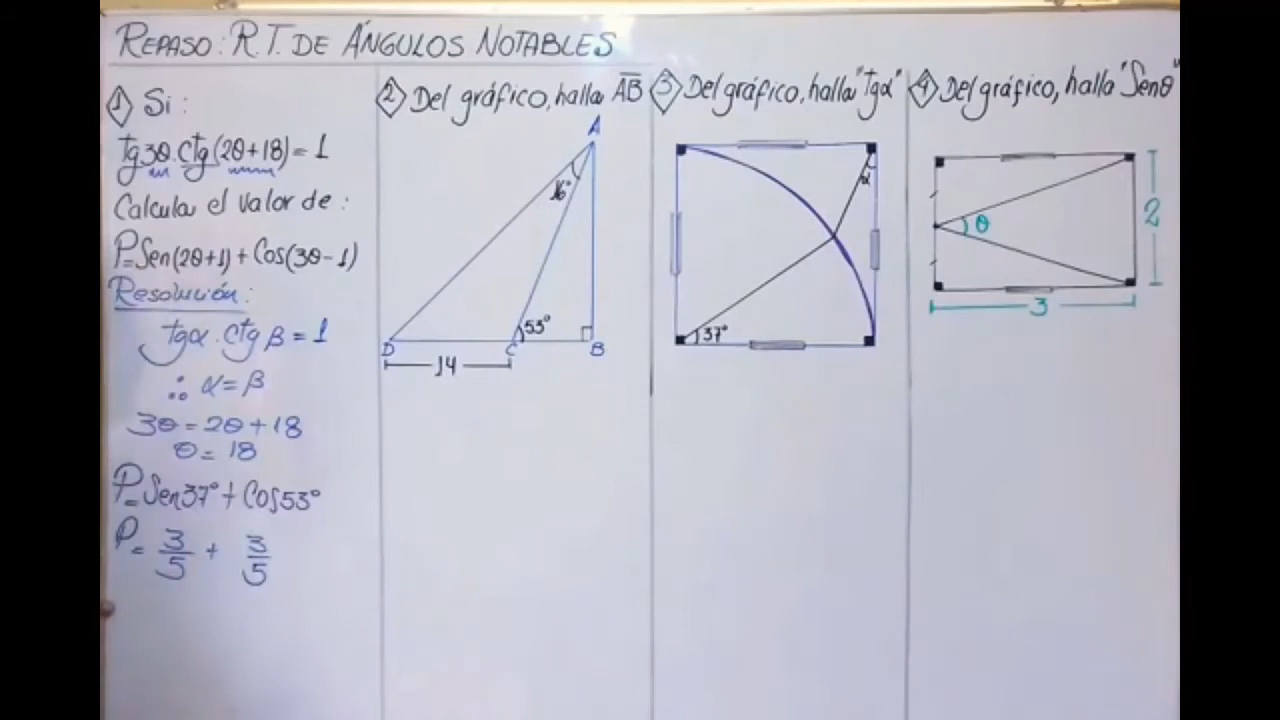 REPASO: R.T. DE ÁNGULOS NOTABLES
1 Si:
tg3θ.Ctg(2θ+18)=1
Calcula el valor de:
P=Sen(2θ+1)+Cos(3θ-1)
Resolución:
tgα.Ctgβ=1
∴ α=β
3θ=2θ+18
θ=18
P=Sen37°+Cos53°
P= 3/5 + 3/5
2 Del gráfico, halla A̅B̅
A
16°
53°
D C B
14
3 Del gráfico, halla "Tgα"
α
37°
4 Del gráfico, halla "Senθ"
θ
2
3